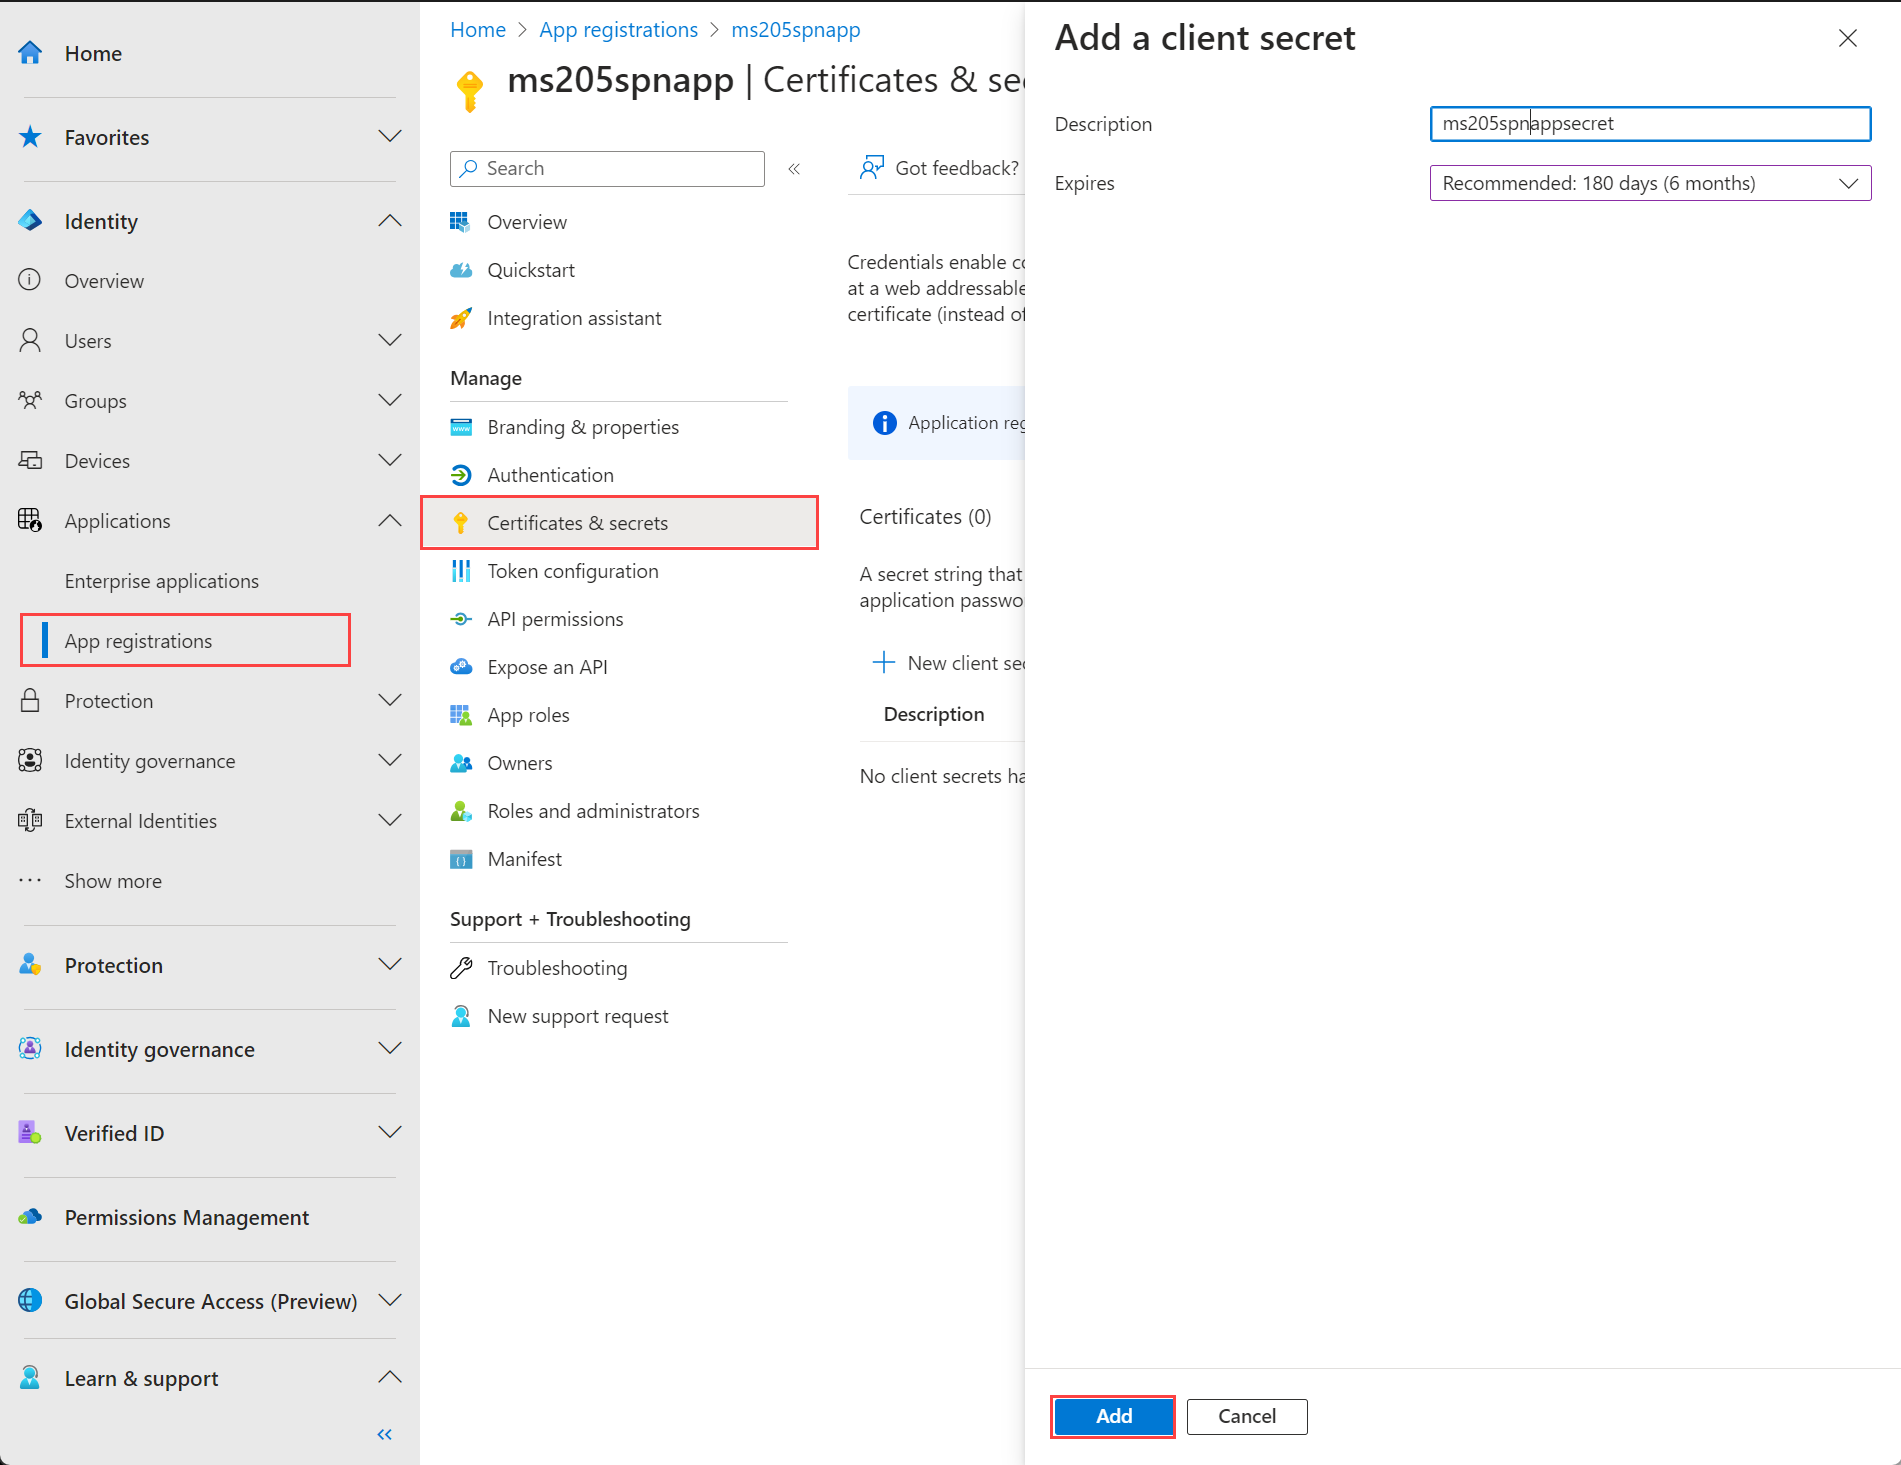 Home
Favorites
Identity
Overview
Users
Groups
Devices
Applications
Enterprise applications
App registrations
Protection
Identity governance
External Identities
Show more
Protection
Identity governance
Verified ID
Permissions Management
Global Secure Access (Preview)
Learn & support
Home > App registrations > ms205spnapp
ms205spnapp | Certificates & se
Search
Overview
Quickstart
Integration assistant
Manage
Branding & properties
Authentication
Certificates & secrets
Token configuration
API permissions
Expose an API
App roles
Owners
Roles and administrators
Manifest
Support + Troubleshooting
Troubleshooting
New support request
Got feedback?
Credentials enable co
at a web addressable
certificate (instead of
Application reg
Certificates (0)
A secret string that
application passwo
New client sec
Description
No client secrets ha
Add a client secret
Description
ms205spnappsecret
Expires
Recommended: 180 days (6 months)
Add
Cancel